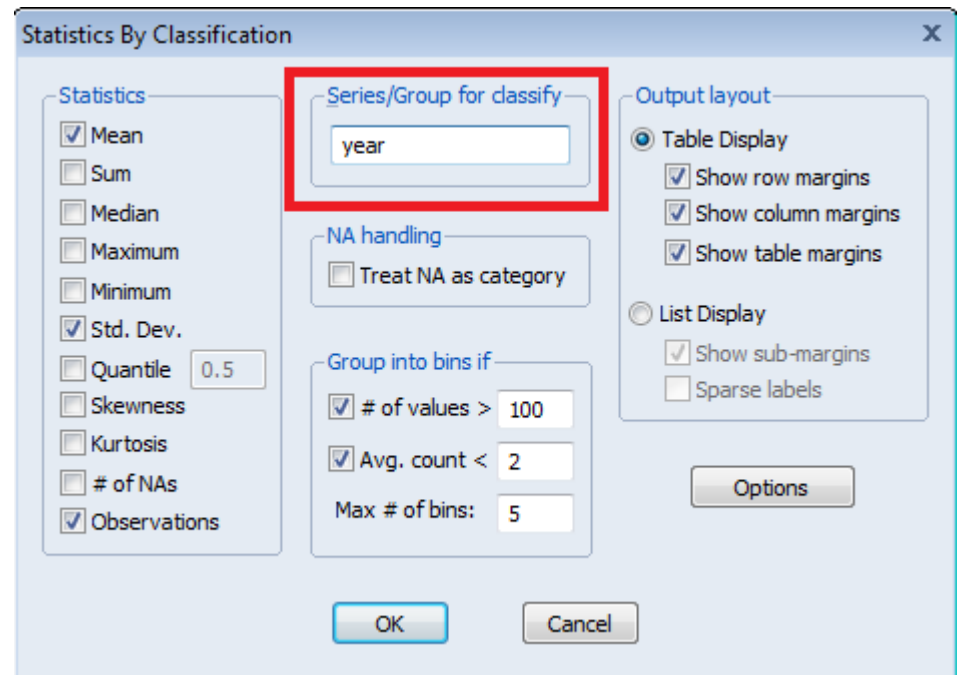 Statistics By Classification
x
Statistics
Mean
Sum
Median
Maximum
Minimum
Std. Dev.
Quantile 0.5
Skewness
Kurtosis
# of NAs
Observations
Series/Group for classify
year
NA handling
Treat NA as category
Group into bins if
# of values > 100
Avg. count < 2
Max # of bins: 5
Output layout
Table Display
Show row margins
Show column margins
Show table margins
List Display
Show sub-margins
Sparse labels
Options
OK
Cancel